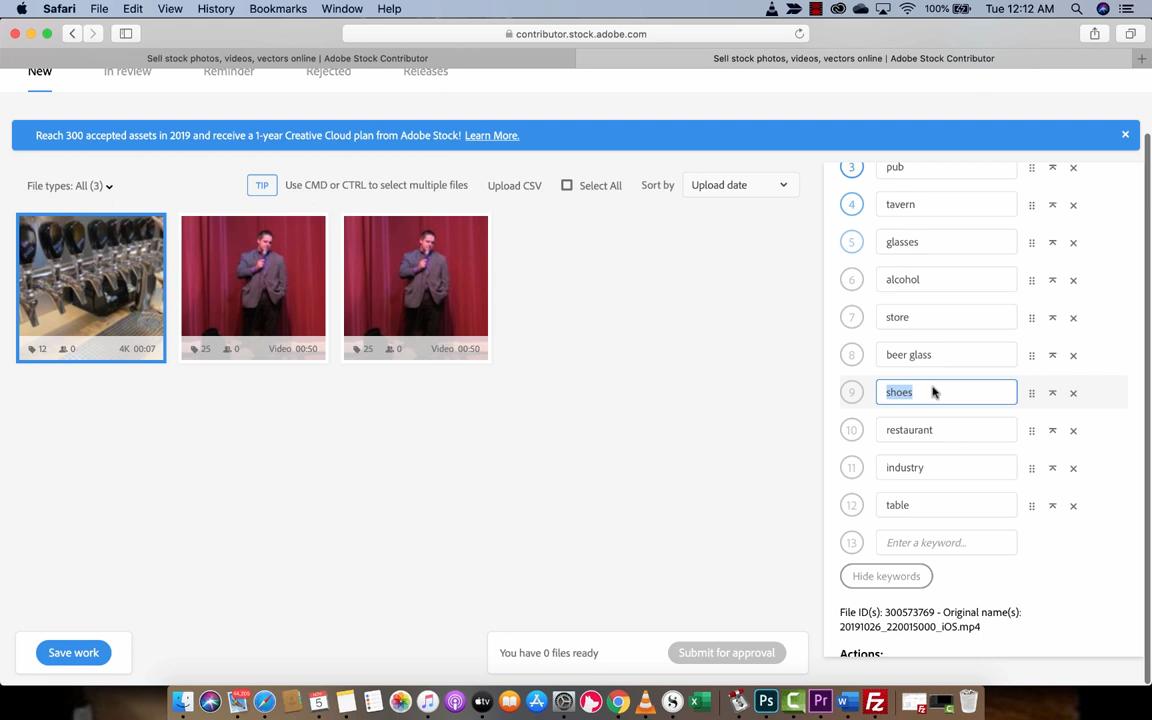 Safari File Edit View History Bookmarks Window Help 100% Tue 12:12 AM
contributor.stock.adobe.com
Sell stock photos, videos, vectors online | Adobe Stock Contributor
Sell stock photos, videos, vectors online | Adobe Stock Contributor
New In review Reminder Rejected Releases
Reach 300 accepted assets in 2019 and receive a 1-year Creative Cloud plan from Adobe Stock! Learn More.
File types: All (3)
TIP Use CMD or CTRL to select multiple files
Upload CSV
Select All
Sort by Upload date
12 0 4K 00:07
25 0 Video 00:50
25 0 Video 00:50
3 pub
4 tavern
5 glasses
6 alcohol
7 store
8 beer glass
9 shoes
10 restaurant
11 industry
12 table
13 Enter a keyword...
Hide keywords
File ID(s): 300573769 - Original name(s):
20191026_220015000_iOS.mp4
Actions:
Save work
You have 0 files ready
Submit for approval